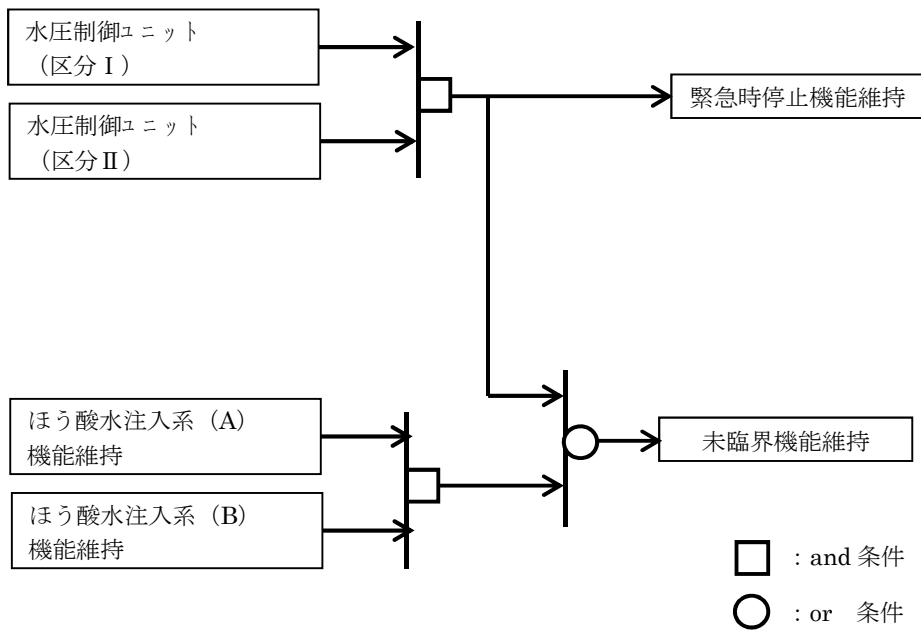 水圧制御ユニット
（区分Ⅰ）
緊急時停止機能維持
水圧制御ユニット
（区分Ⅱ）
ほう酸水注入系（A）
機能維持
未臨界機能維持
ほう酸水注入系（B）
機能維持
：and 条件
：or　条件